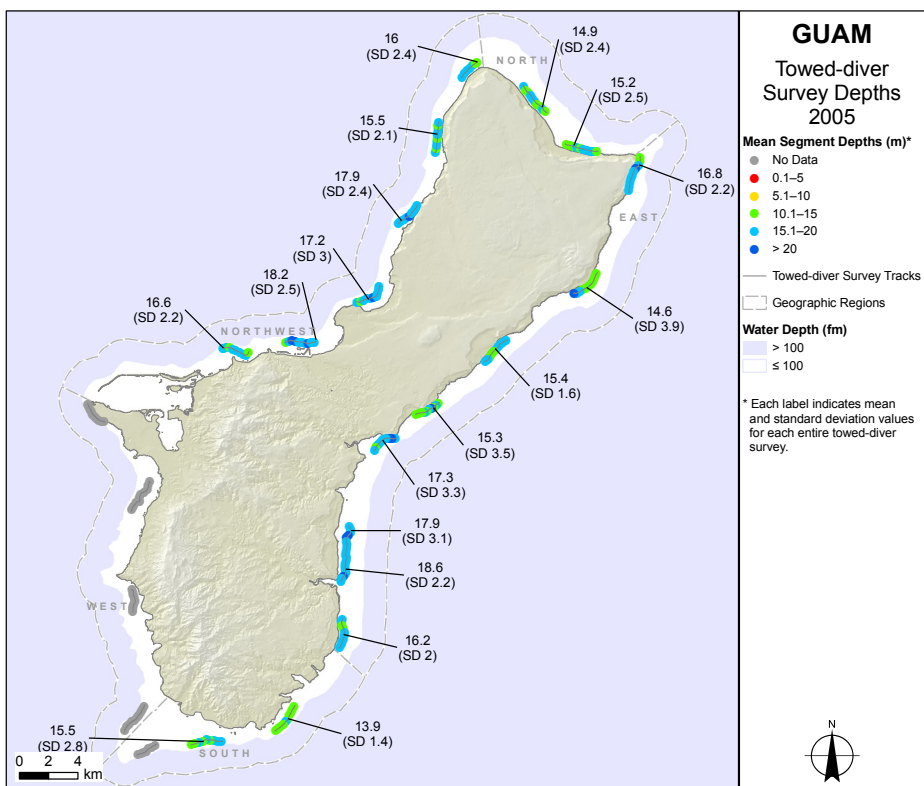 GUAM
Towed-diver
Survey Depths
2005
Mean Segment Depths (m)*
No Data
0.1–5
5.1–10
10.1–15
15.1–20
> 20
Towed-diver Survey Tracks
Geographic Regions
Water Depth (fm)
> 100
≤ 100
* Each label indicates mean
and standard deviation values
for each entire towed-diver
survey.
N
16
(SD 2.4)
NORTH
14.9
(SD 2.4)
15.2
(SD 2.5)
15.5
(SD 2.1)
16.8
(SD 2.2)
17.9
(SD 2.4)
EAST
17.2
(SD 3)
18.2
(SD 2.5)
14.6
(SD 3.9)
16.6
(SD 2.2)
NORTHWEST
15.4
(SD 1.6)
15.3
(SD 3.5)
17.3
(SD 3.3)
17.9
(SD 3.1)
18.6
(SD 2.2)
WEST
16.2
(SD 2)
13.9
(SD 1.4)
15.5
(SD 2.8)
SOUTH
0 2 4
km